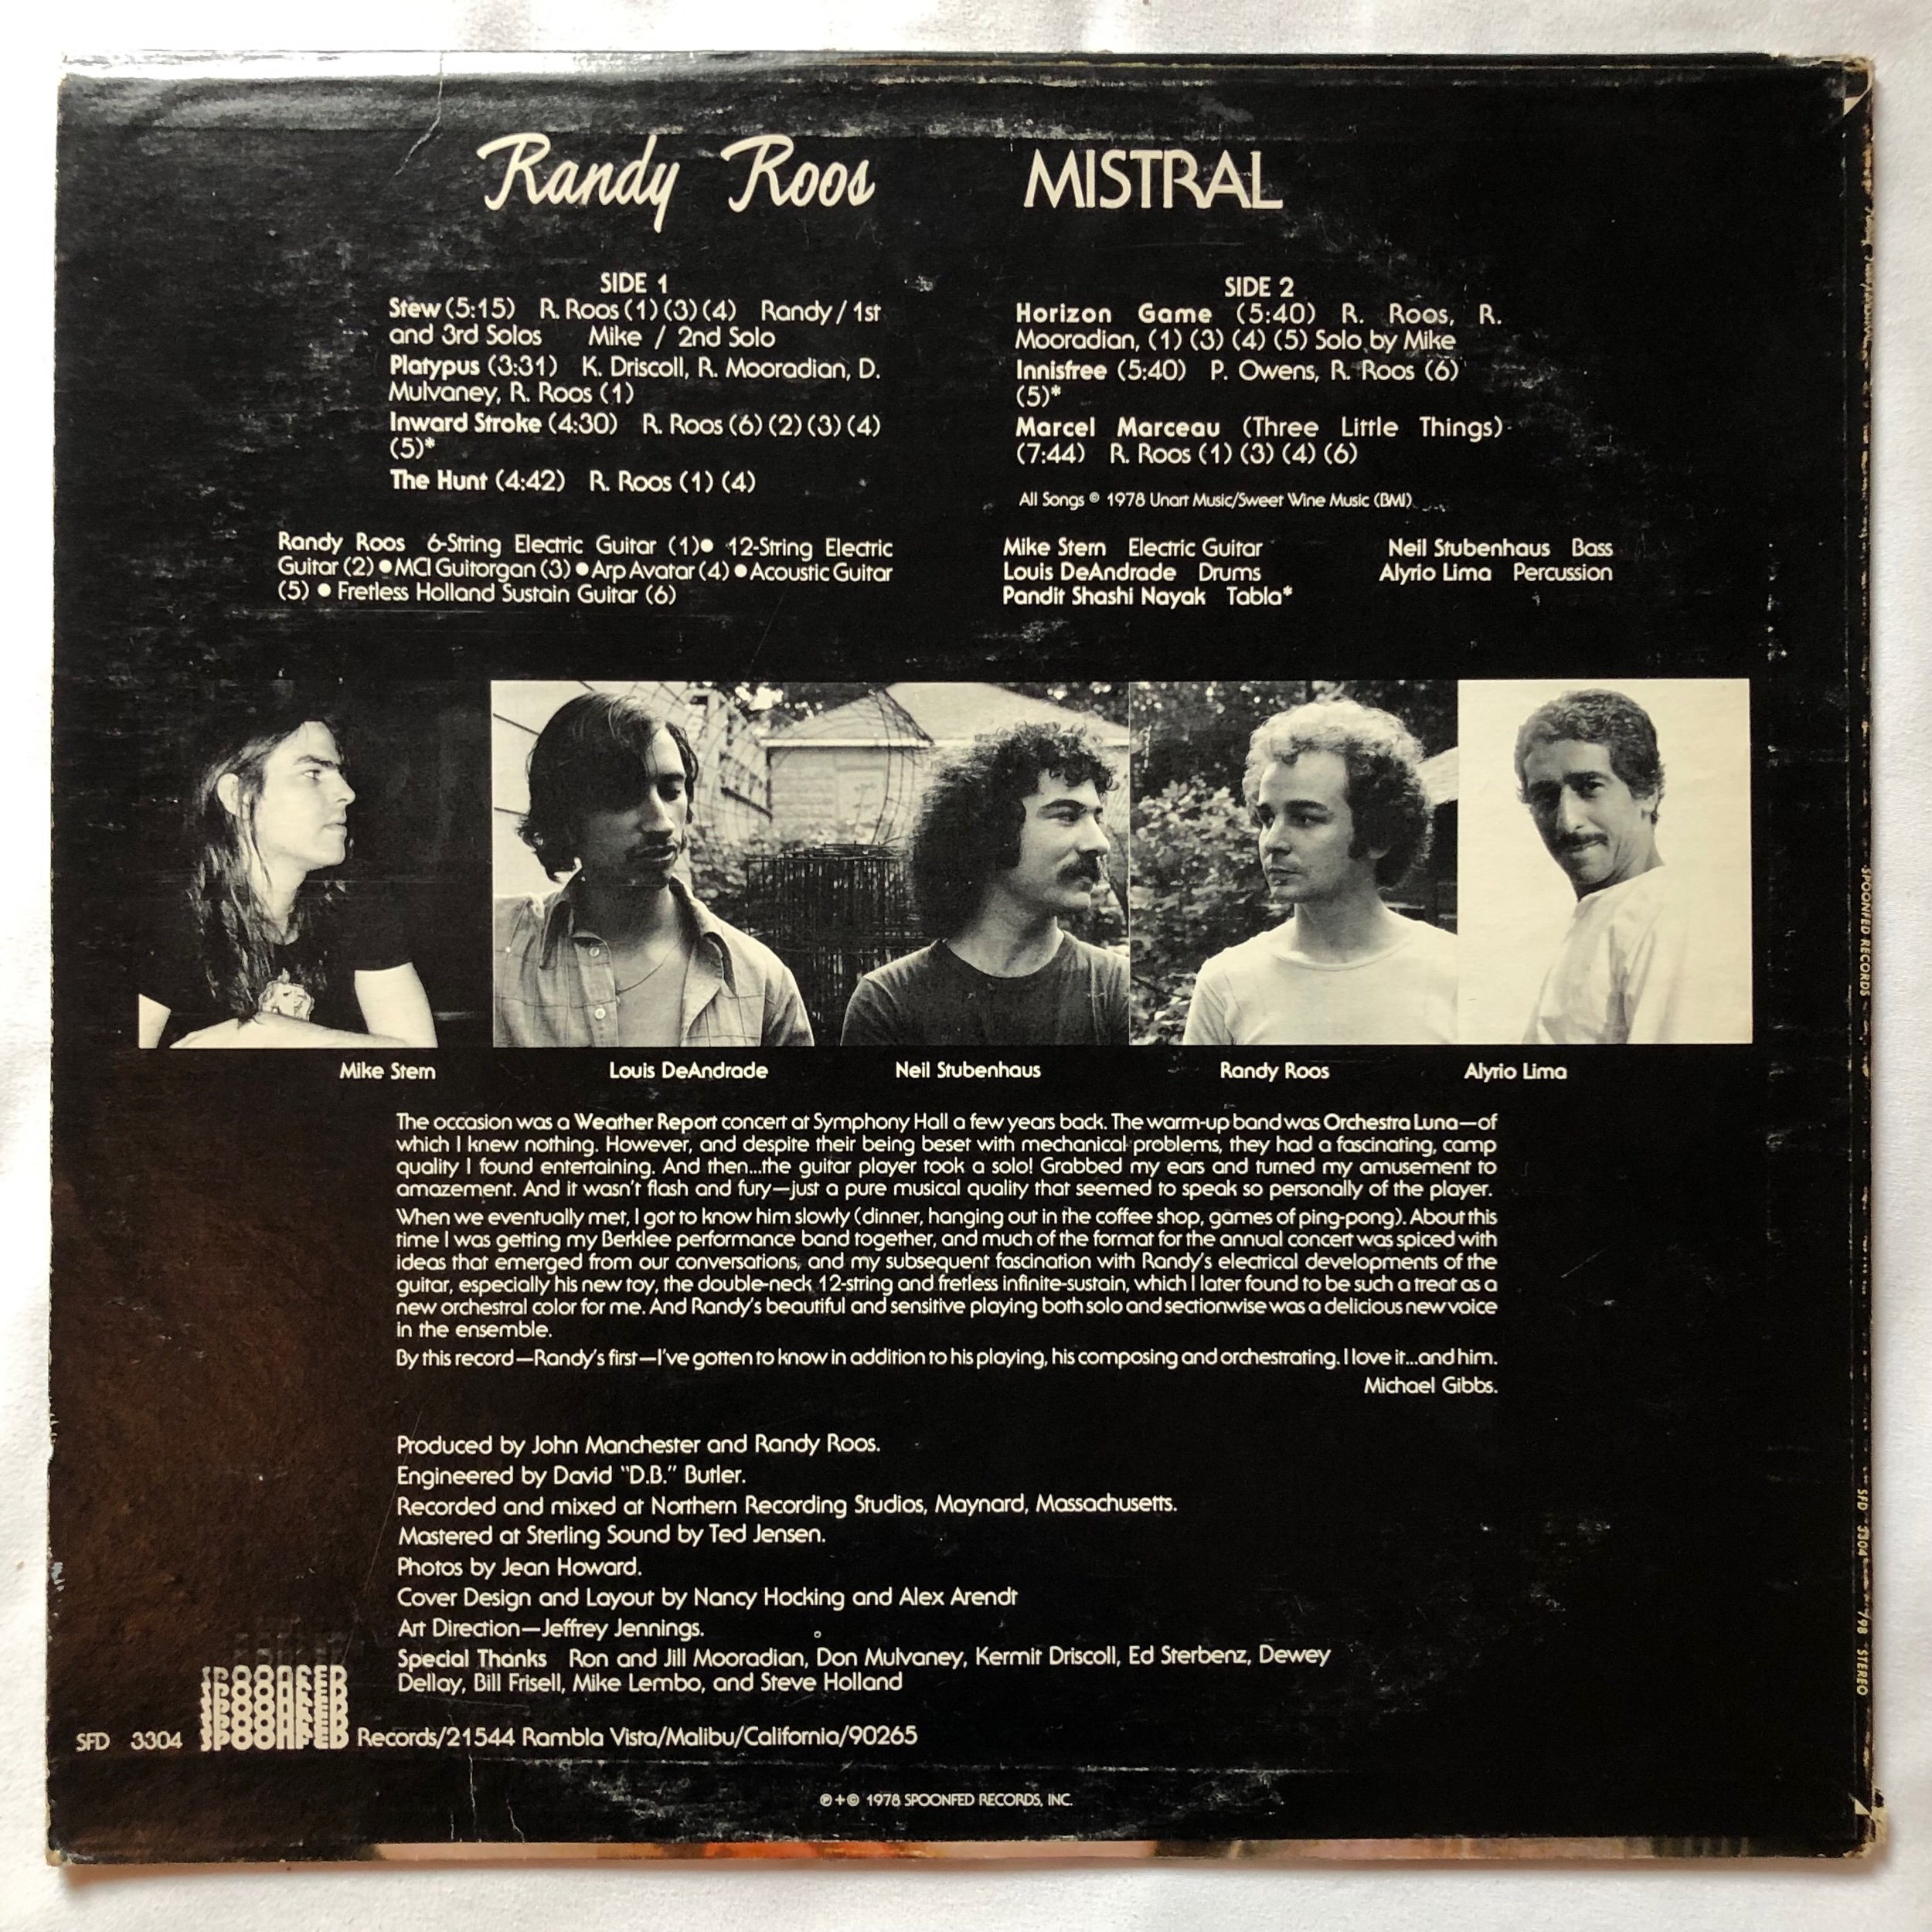 Randy Roos MISTRAL
SIDE 1
Stew (5:15) R. Roos (1) (3) (4) Randy / 1st
and 3rd Solos Mike / 2nd Solo
Platypus (3:31) K. Driscoll, R. Mooradian, D.
Mulvaney, R. Roos (1)
Inward Stroke (4:30) R. Roos (6) (2) (3) (4)
(5)*
The Hunt (4:42) R. Roos (1) (4)
SIDE 2
Horizon Game (5:40) R. Roos, R.
Mooradian, (1) (3) (4) (5) Solo by Mike
Innisfree (5:40) P. Owens, R. Roos (6)
(5)*
Marcel Marceau (Three Little Things)
(7:44) R. Roos (1) (3) (4) (6)
All Songs © 1978 Unart Music/Sweet Wine Music (BMI)
Randy Roos 6-String Electric Guitar (1)● 12-String Electric
Guitar (2) ● MCI Guitorgan (3) ● Arp Avatar (4) ● Acoustic Guitar
(5) ● Fretless Holland Sustain Guitar (6)
Mike Stern Electric Guitar
Louis DeAndrade Drums
Pandit Shashi Nayak Tabla*
Neil Stubenhaus Bass
Alyrio Lima Percussion
Mike Stern Louis DeAndrade Neil Stubenhaus Randy Roos Alyrio Lima
The occasion was a Weather Report concert at Symphony Hall a few years back. The warm-up band was Orchestra Luna—of
which I knew nothing. However, and despite their being beset with mechanical problems, they had a fascinating, camp
quality I found entertaining. And then...the guitar player took a solo! Grabbed my ears and turned my amusement to
amazement. And it wasn't flash and fury—just a pure musical quality that seemed to speak so personally of the player.
When we eventually met, I got to know him slowly (dinner, hanging out in the coffee shop, games of ping-pong). About this
time I was getting my Berklee performance band together, and much of the format for the annual concert was spiced with
ideas that emerged from our conversations, and my subsequent fascination with Randy's electrical developments of the
guitar, especially his new toy, the double-neck 12-string and fretless infinite-sustain, which I later found to be such a treat as a
new orchestral color for me. And Randy's beautiful and sensitive playing both solo and sectionwise was a delicious new voice
in the ensemble.
By this record—Randy's first—I've gotten to know in addition to his playing, his composing and orchestrating. I love it...and him.
Michael Gibbs.
Produced by John Manchester and Randy Roos.
Engineered by David "D.B." Butler.
Recorded and mixed at Northern Recording Studios, Maynard, Massachusetts.
Mastered at Sterling Sound by Ted Jensen.
Photos by Jean Howard.
Cover Design and Layout by Nancy Hocking and Alex Arendt
Art Direction—Jeffrey Jennings.
Special Thanks Ron and Jill Mooradian, Don Mulvaney, Kermit Driscoll, Ed Sterbenz, Dewey
Dellay, Bill Frisell, Mike Lembo, and Steve Holland
SFD 3304 SPOONFED Records/21544 Rambla Vista/Malibu/California/90265
℗+© 1978 SPOONFED RECORDS, INC.
SPOONFED RECORDS
SFD 3304 798 STEREO